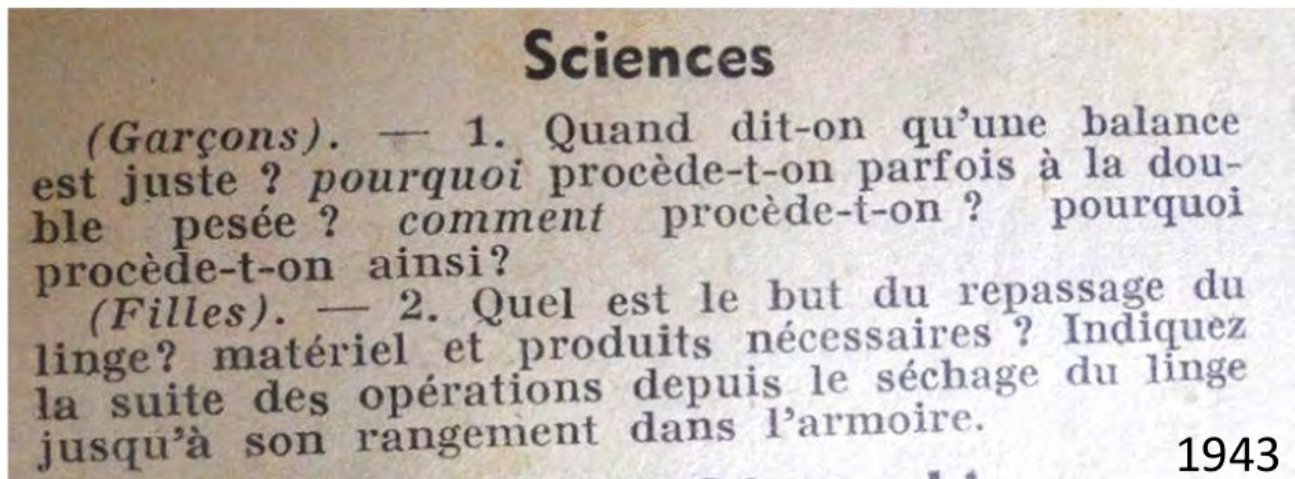 Sciences
(Garçons). — 1. Quand dit-on qu'une balance
est juste ? pourquoi procède-t-on parfois à la dou-
ble pesée ? comment procède-t-on ? pourquoi
procède-t-on ainsi?
(Filles). — 2. Quel est le but du repassage du
linge? matériel et produits nécessaires ? Indiquez
la suite des opérations depuis le séchage du linge
jusqu'à son rangement dans l'armoire.
1943